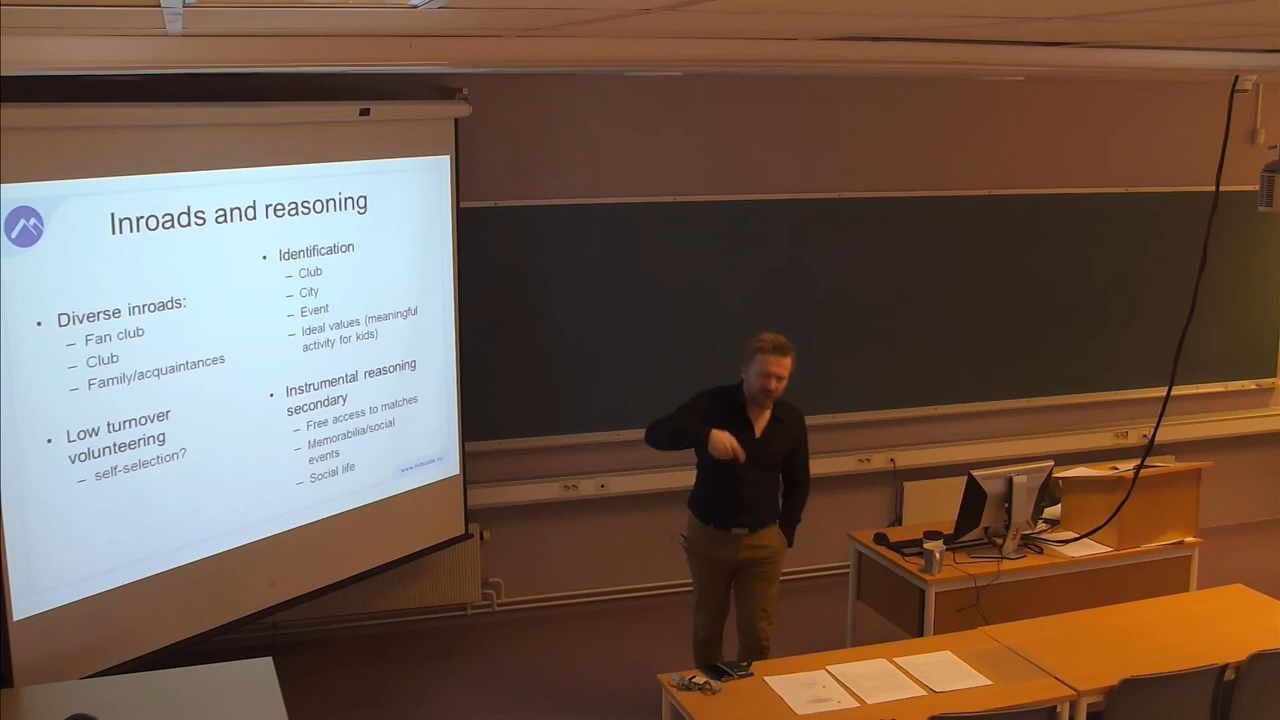 Inroads and reasoning
• Diverse inroads:
– Fan club
– Club
– Family/acquaintances
• Low turnover
volunteering
– self-selection?
• Identification
– Club
– City
– Event
– Ideal values (meaningful
activity for kids)
• Instrumental reasoning
secondary
– Free access to matches
– Memorabilia/social
events
– Social life